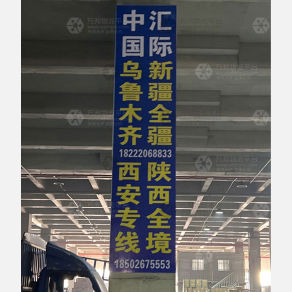 中汇
国际
乌新
鲁疆
木全
齐疆
18222068833
西陕
安西
专全
线境
18502675553